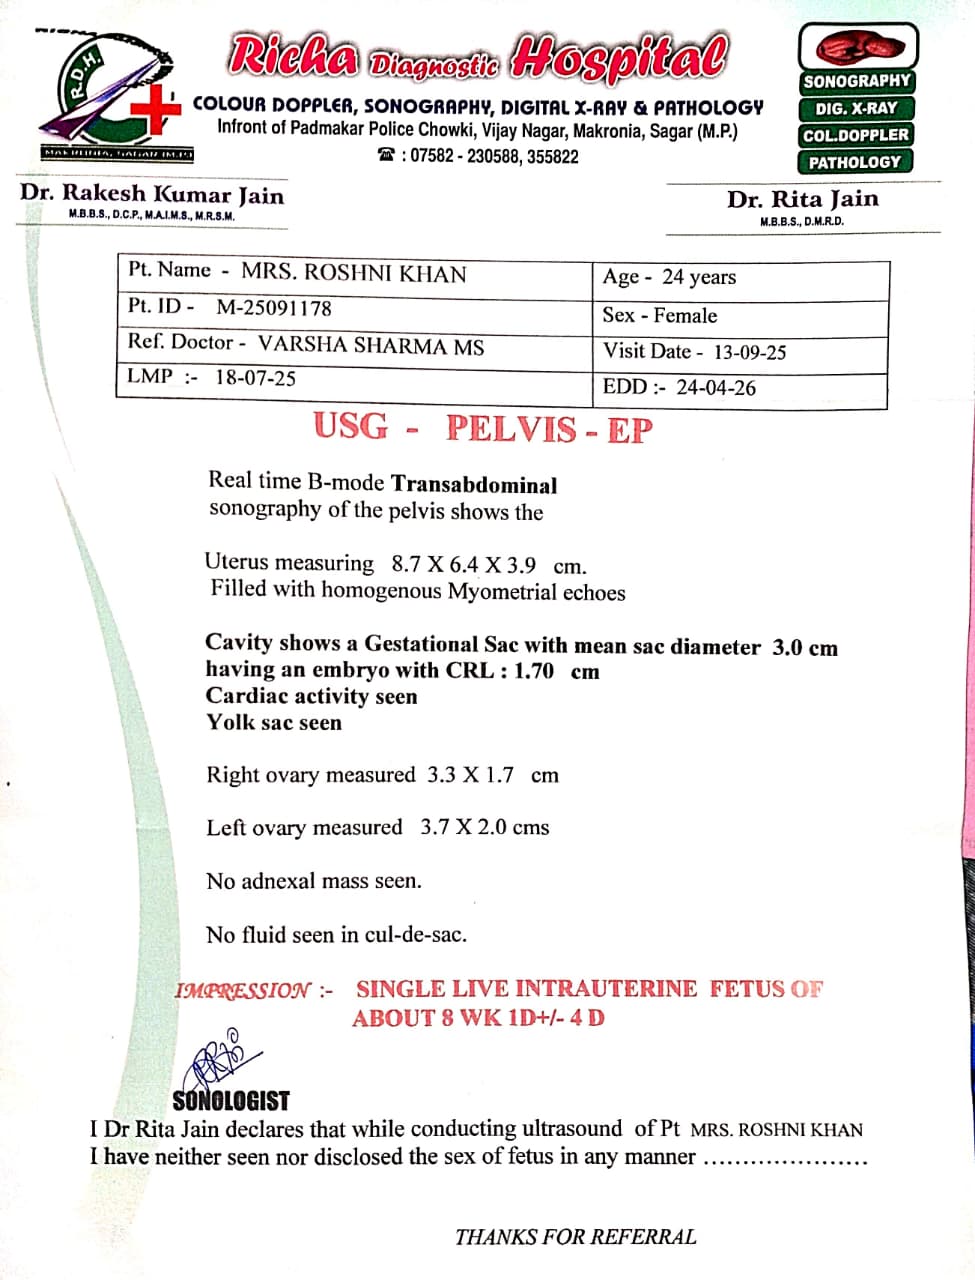 R.D.H.
MAKRONIA, SAGAR (M.P.)
Richa Diagnostic Hospital
COLOUR DOPPLER, SONOGRAPHY, DIGITAL X-RAY & PATHOLOGY
Infront of Padmakar Police Chowki, Vijay Nagar, Makronia, Sagar (M.P.)
☎ : 07582 - 230588, 355822
SONOGRAPHY
DIG. X-RAY
COL.DOPPLER
PATHOLOGY
Dr. Rakesh Kumar Jain
M.B.B.S., D.C.P., M.A.I.M.S., M.R.S.M.
Dr. Rita Jain
M.B.B.S., D.M.R.D.
Pt. Name - MRS. ROSHNI KHAN
Age - 24 years
Pt. ID - M-25091178
Sex - Female
Ref. Doctor - VARSHA SHARMA MS
Visit Date - 13-09-25
LMP :- 18-07-25
EDD :- 24-04-26
USG - PELVIS - EP
Real time B-mode Transabdominal
sonography of the pelvis shows the
Uterus measuring 8.7 X 6.4 X 3.9 cm.
Filled with homogenous Myometrial echoes
Cavity shows a Gestational Sac with mean sac diameter 3.0 cm
having an embryo with CRL : 1.70 cm
Cardiac activity seen
Yolk sac seen
Right ovary measured 3.3 X 1.7 cm
Left ovary measured 3.7 X 2.0 cms
No adnexal mass seen.
No fluid seen in cul-de-sac.
IMPRESSION :- SINGLE LIVE INTRAUTERINE FETUS OF
ABOUT 8 WK 1D+/- 4 D
SONOLOGIST
I Dr Rita Jain declares that while conducting ultrasound of Pt MRS. ROSHNI KHAN
I have neither seen nor disclosed the sex of fetus in any manner .....................
THANKS FOR REFERRAL